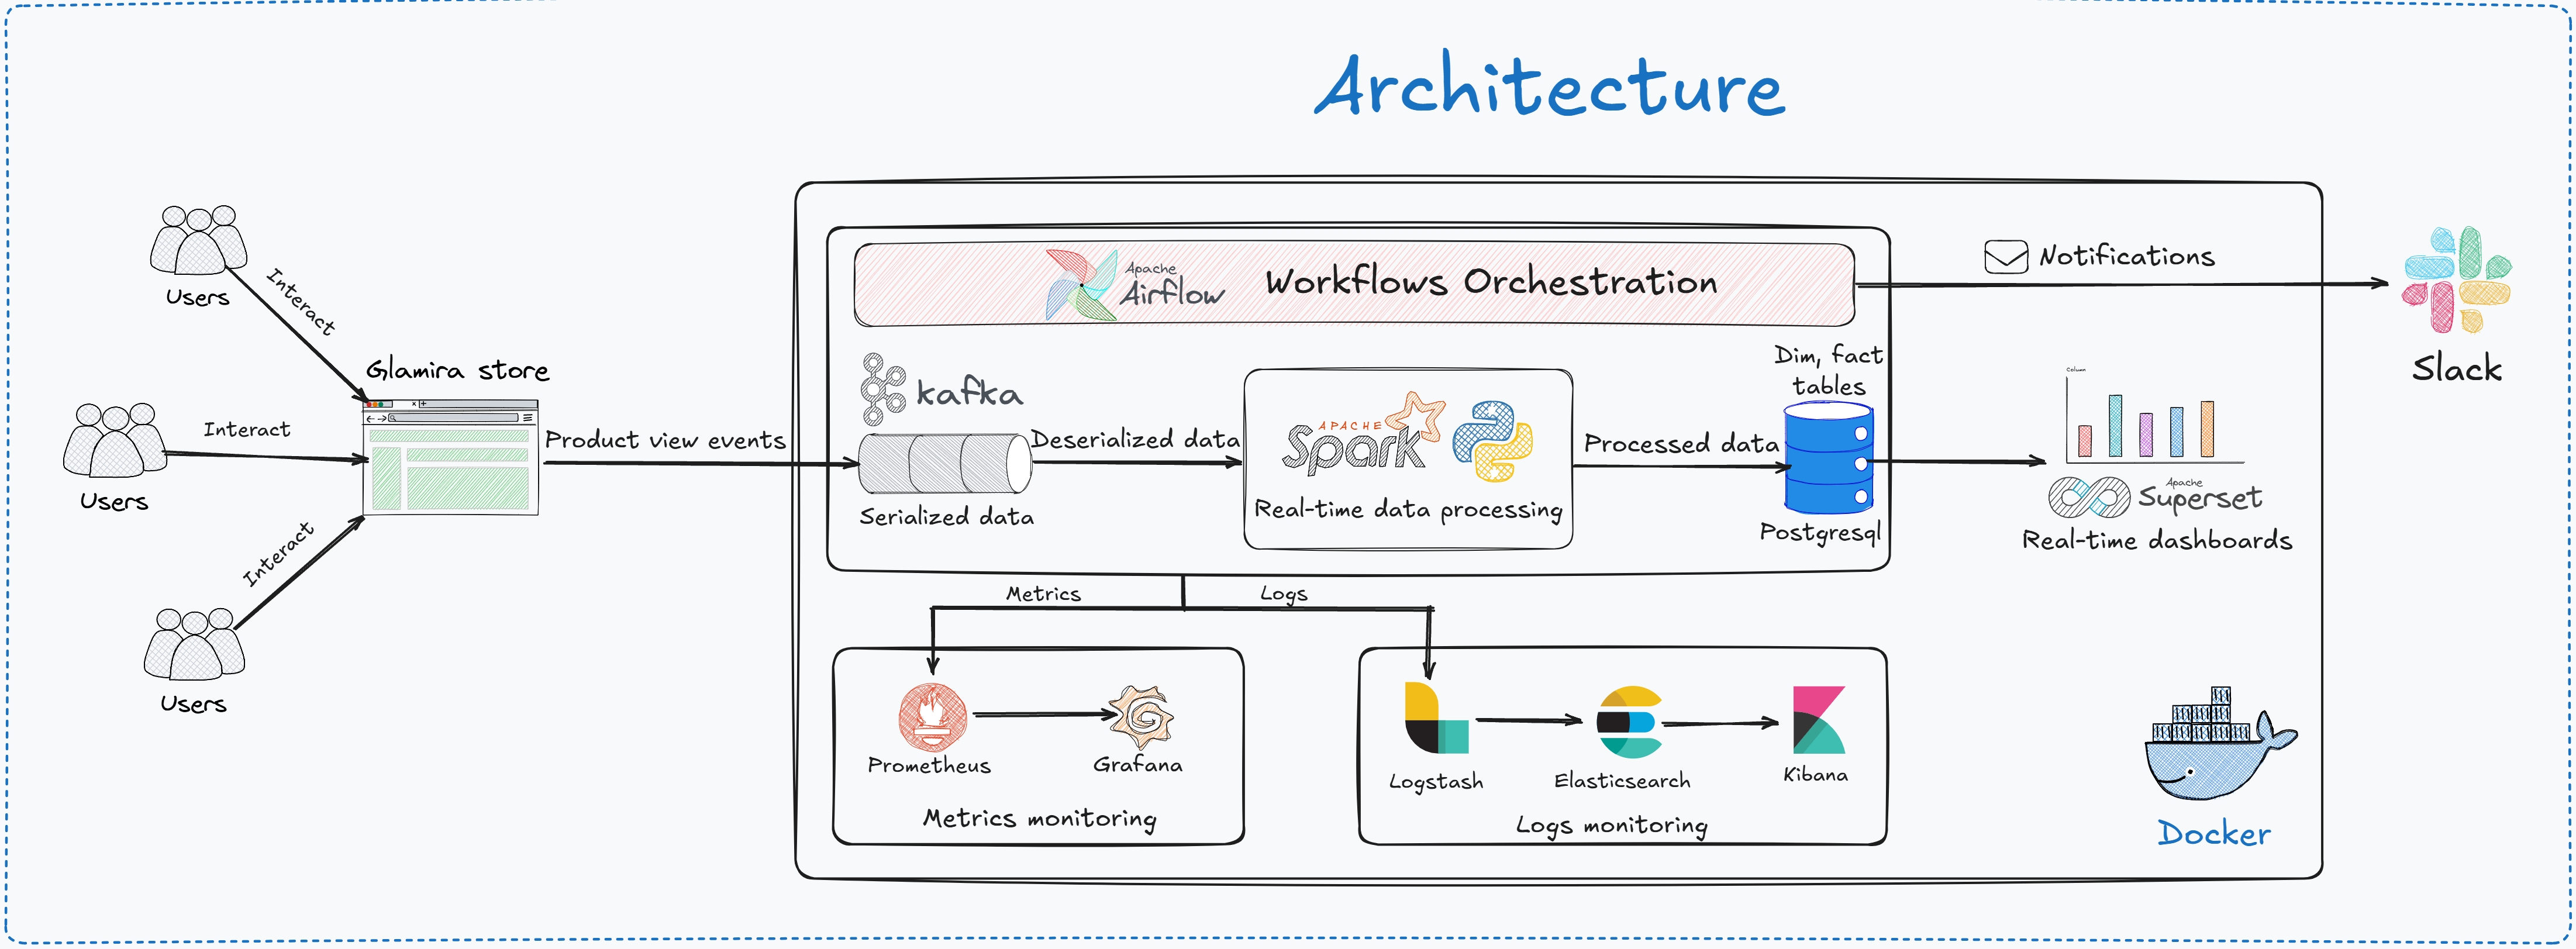 Architecture
Users
Interact
Users
Interact
Users
Interact
Glamira store
Product view events
Apache
Airflow
Workflows Orchestration
Notifications
Slack
kafka
Serialized data
Deserialized data
APACHE
Spark
Real-time data processing
Processed data
Dim, fact
tables
Postgresql
Column
Apache
Superset
Real-time dashboards
Metrics
Logs
Prometheus
Grafana
Metrics monitoring
Logstash
Elasticsearch
Kibana
Logs monitoring
Docker